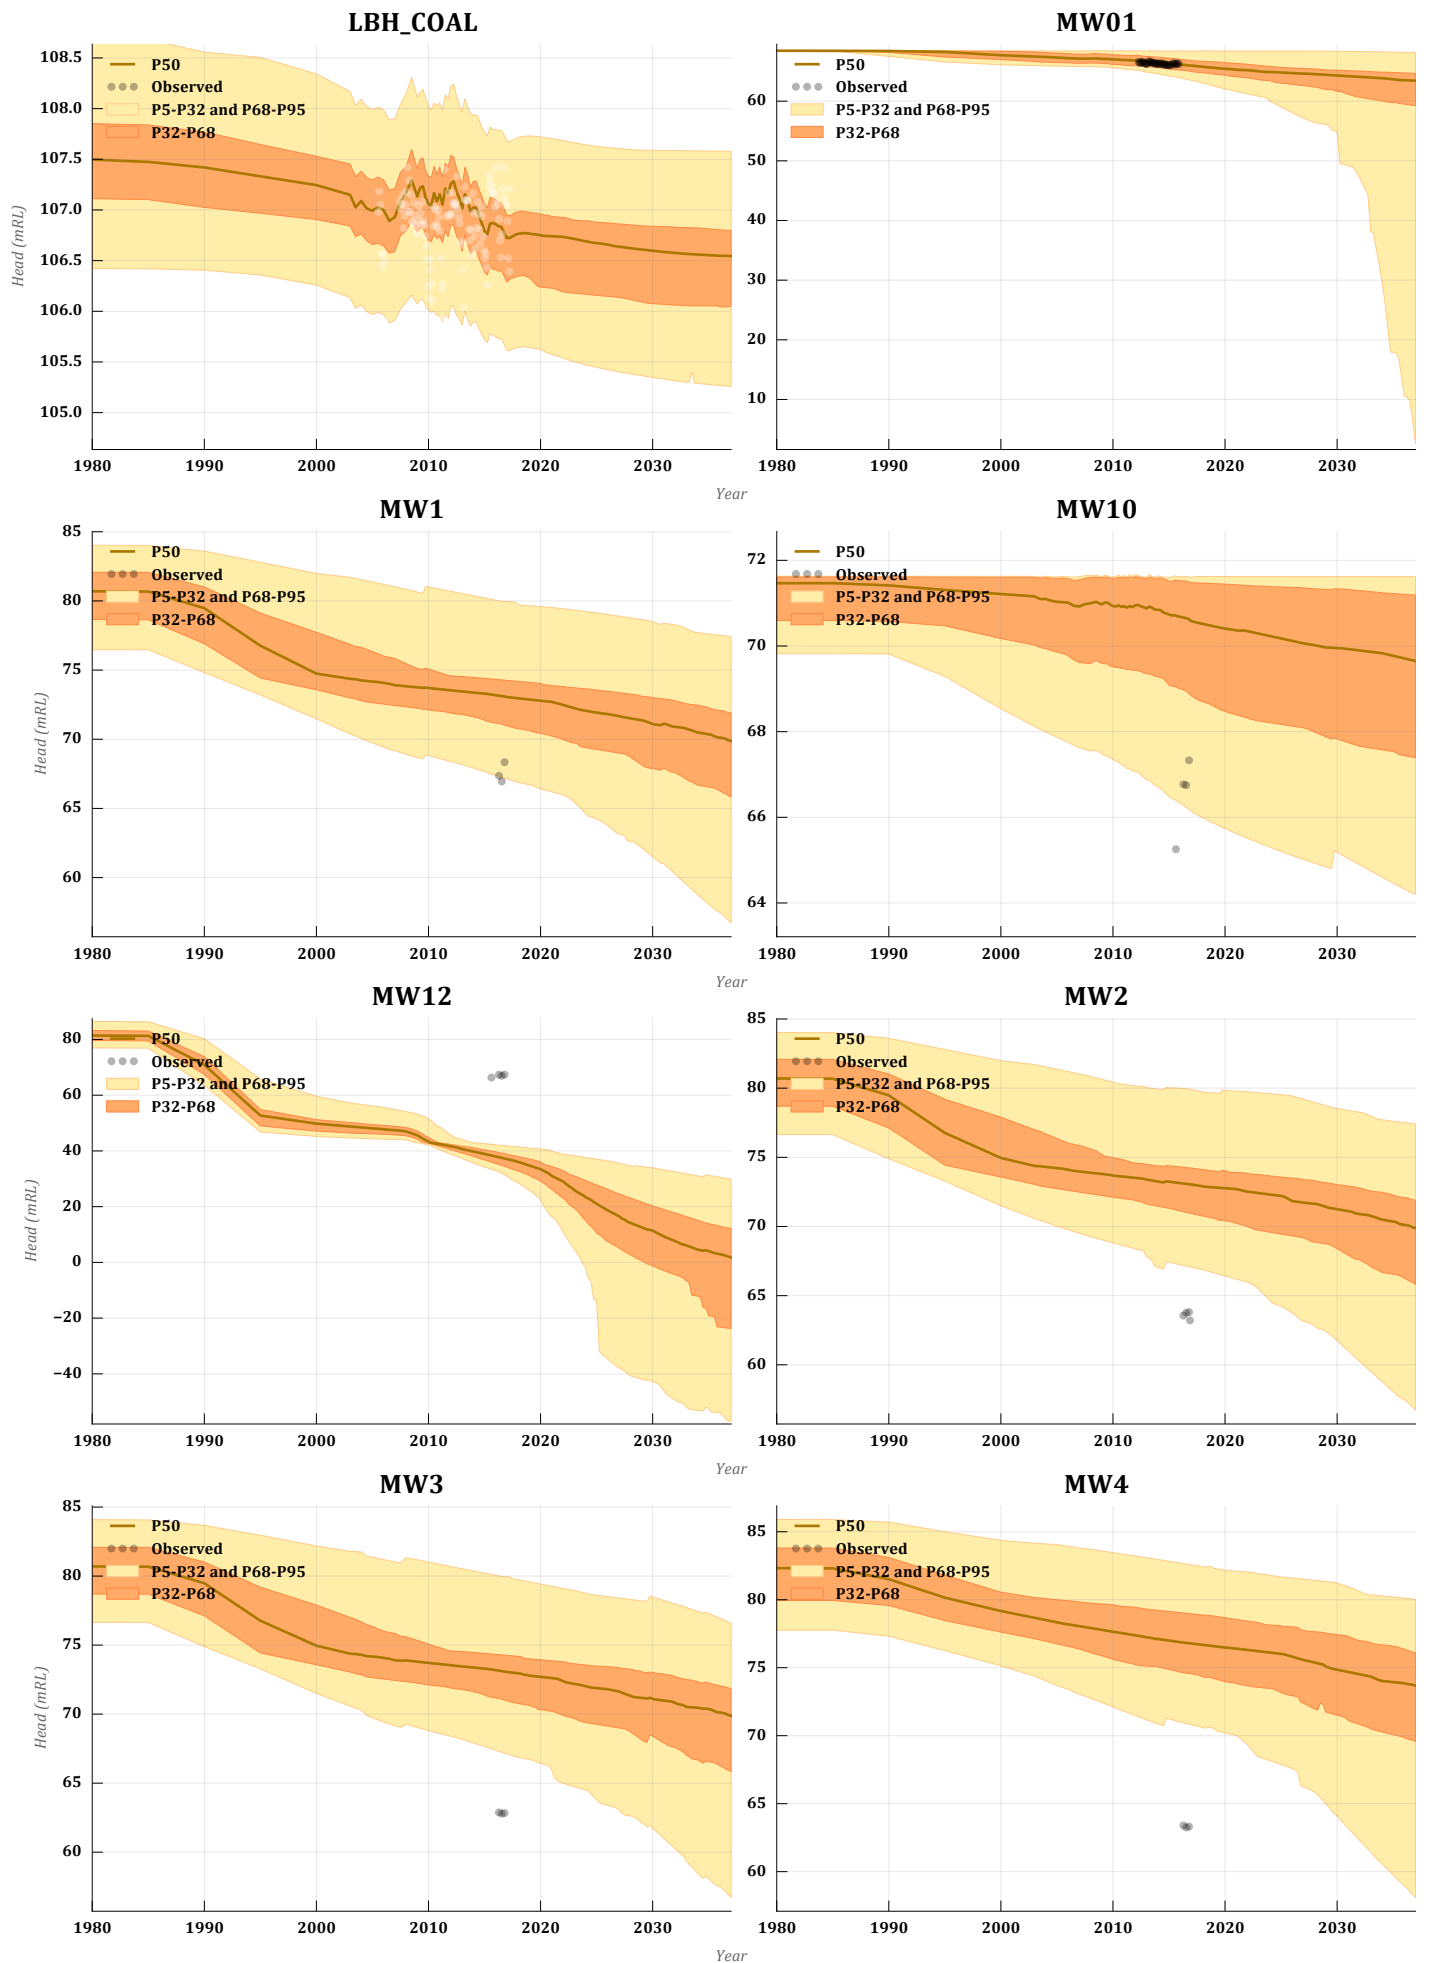 LBH_COAL
108.5
108.0
107.5
107.0
106.5
106.0
105.5
105.0
Head (mRL)
P50
Observed
P5-P32 and P68-P95
P32-P68
1980 1990 2000 2010 2020 2030
MW01
60
50
40
30
20
10
P50
Observed
P5-P32 and P68-P95
P32-P68
1980 1990 2000 2010 2020 2030
Year
MW1
85
80
75
70
65
60
Head (mRL)
P50
Observed
P5-P32 and P68-P95
P32-P68
1980 1990 2000 2010 2020 2030
MW10
72
70
68
66
64
P50
Observed
P5-P32 and P68-P95
P32-P68
1980 1990 2000 2010 2020 2030
Year
MW12
80
60
40
20
0
−20
−40
Head (mRL)
P50
Observed
P5-P32 and P68-P95
P32-P68
1980 1990 2000 2010 2020 2030
MW2
85
80
75
70
65
60
P50
Observed
P5-P32 and P68-P95
P32-P68
1980 1990 2000 2010 2020 2030
Year
MW3
85
80
75
70
65
60
Head (mRL)
P50
Observed
P5-P32 and P68-P95
P32-P68
1980 1990 2000 2010 2020 2030
MW4
85
80
75
70
65
60
P50
Observed
P5-P32 and P68-P95
P32-P68
1980 1990 2000 2010 2020 2030
Year